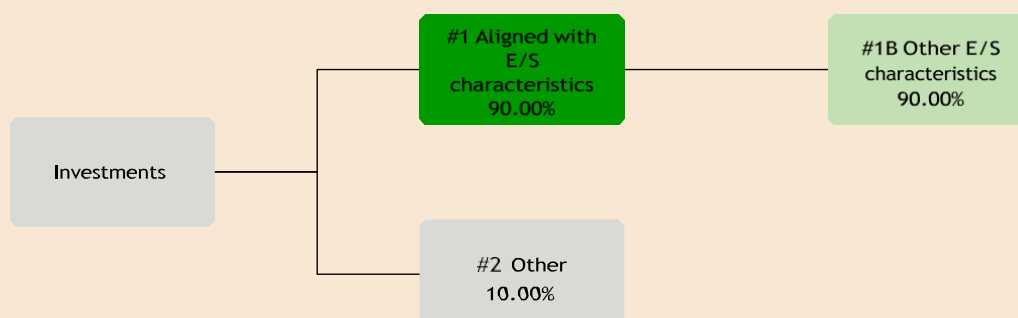 #1 Aligned with
E/S
characteristics
90.00%
#1B Other E/S
characteristics
90.00%
Investments
#2 Other
10.00%